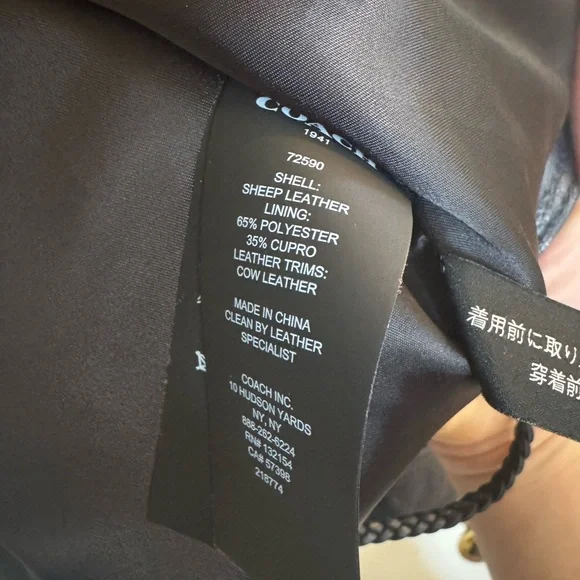 COACH
1941
72590
SHELL:
SHEEP LEATHER
LINING:
65% POLYESTER
35% CUPRO
LEATHER TRIMS:
COW LEATHER
MADE IN CHINA
CLEAN BY LEATHER
SPECIALIST
COACH INC.
10 HUDSON YARDS
NY, NY
886-262-6224
RN# 132154
CA# 57398
218774
着用前に取り
穿着前